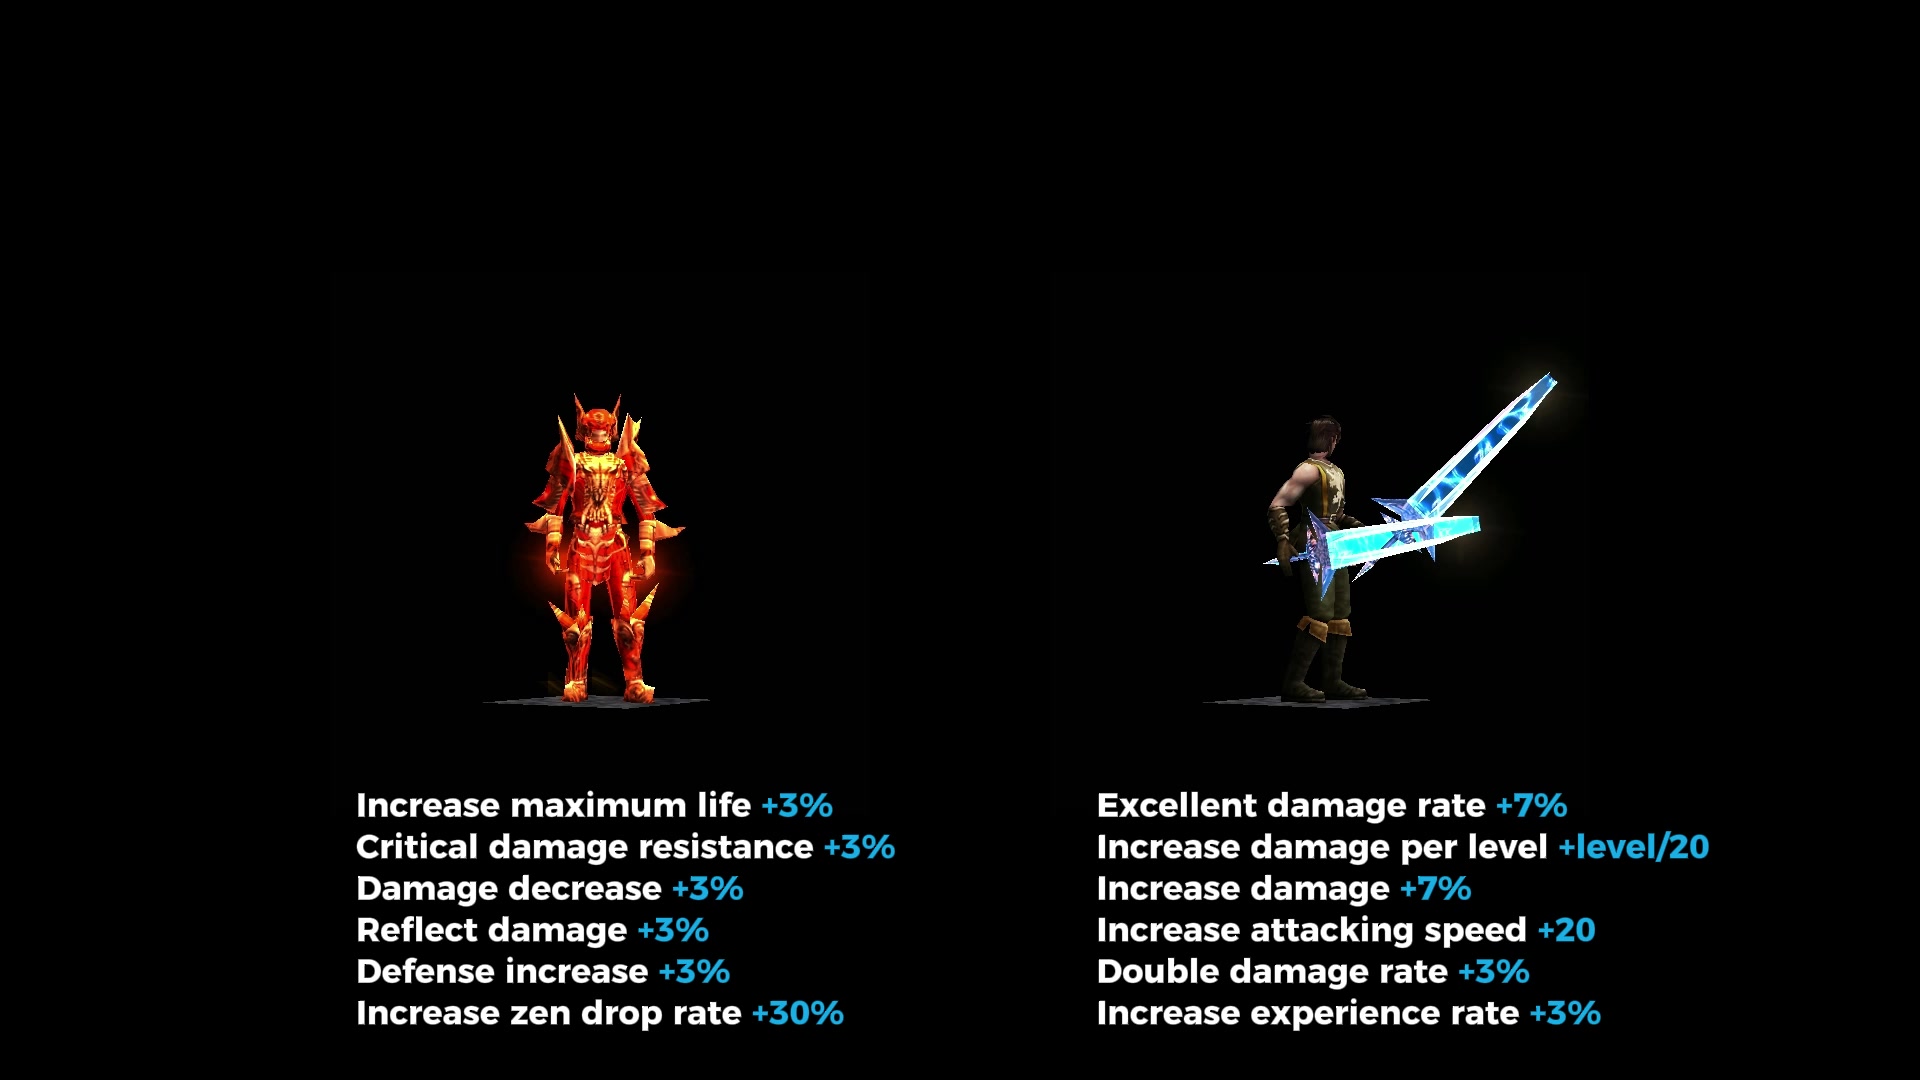 Increase maximum life +3%
Critical damage resistance +3%
Damage decrease +3%
Reflect damage +3%
Defense increase +3%
Increase zen drop rate +30%
Excellent damage rate +7%
Increase damage per level +level/20
Increase damage +7%
Increase attacking speed +20
Double damage rate +3%
Increase experience rate +3%